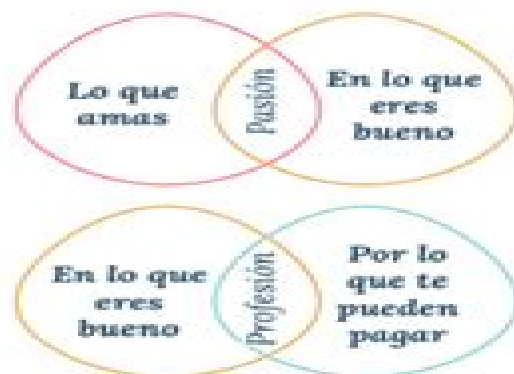 Lo que
amas
Pasión
En lo que
eres
bueno
En lo que
eres
bueno
Profesión
Por lo
que te
pueden
pagar